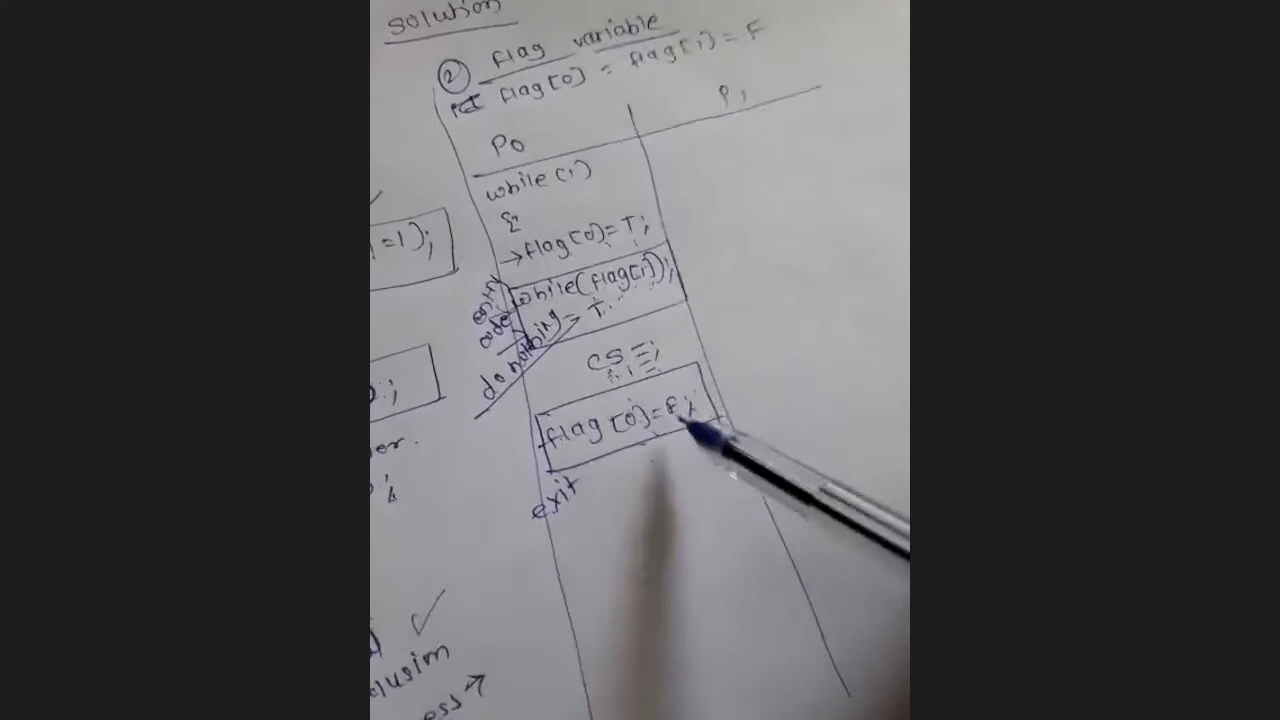 solution
② flag variable
flag[0] = flag[1] = F
P0
P1
while(1)
{
→flag[0]=T;
entry code
while(flag[1]);
do nothing = T
CS
flag[0]=F;
exit
=1);
;